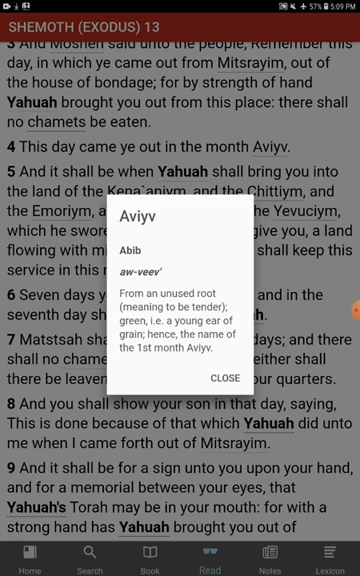 57% 5:09 PM
SHEMOTH (EXODUS) 13
3 And Mosheh said unto the people, Remember this
day, in which ye came out from Mitsrayim, out of
the house of bondage; for by strength of hand
Yahuah brought you out from this place: there shall
no chamets be eaten.
4 This day came ye out in the month Aviyv.
5 And it shall be when Yahuah shall bring you into
the land of the Kena`aniym, and the Chittiym, and
the Emoriym, a
he Yevuciym,
which he swore
give you, a land
flowing with mi
shall keep this
service in this
6 Seven days y
and in the
seventh day sh
h.
7 Matstsah sha
days; and there
shall no chame
either shall
there be leaven
our quarters.
Aviyv
Abib
aw-veev'
From an unused root
(meaning to be tender);
green, i.e. a young ear of
grain; hence, the name of
the 1st month Aviyv.
CLOSE
8 And you shall show your son in that day, saying,
This is done because of that which Yahuah did unto
me when I came forth out of Mitsrayim.
9 And it shall be for a sign unto you upon your hand,
and for a memorial between your eyes, that
Yahuah's Torah may be in your mouth: for with a
strong hand has Yahuah brought you out of
Home Search Book Read Notes Lexicon